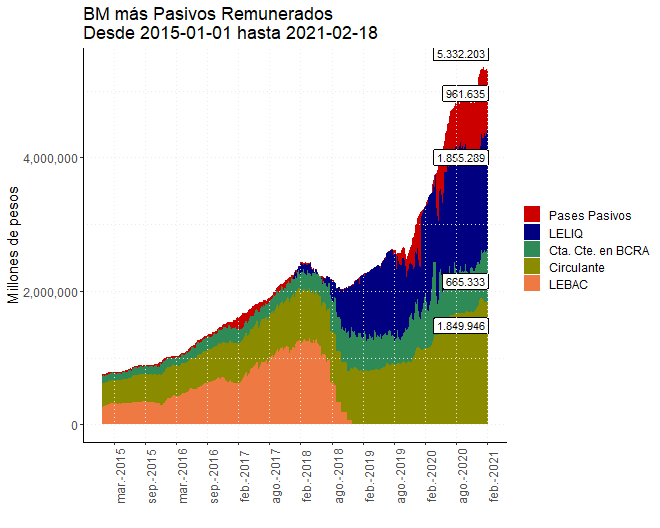 BM más Pasivos Remunerados
Desde 2015-01-01 hasta 2021-02-18
Millones de pesos
4,000,000
2,000,000
0
5.332.203
961.635
1.855.289
665.333
1.849.946
mar.-2015
sep.-2015
mar.-2016
ago.-2016
feb.-2017
ago.-2017
feb.-2018
ago.-2018
feb.-2019
ago.-2019
feb.-2020
ago.-2020
feb.-2021
Pases Pasivos
LELIQ
Cta. Cte. en BCRA
Circulante
LEBAC